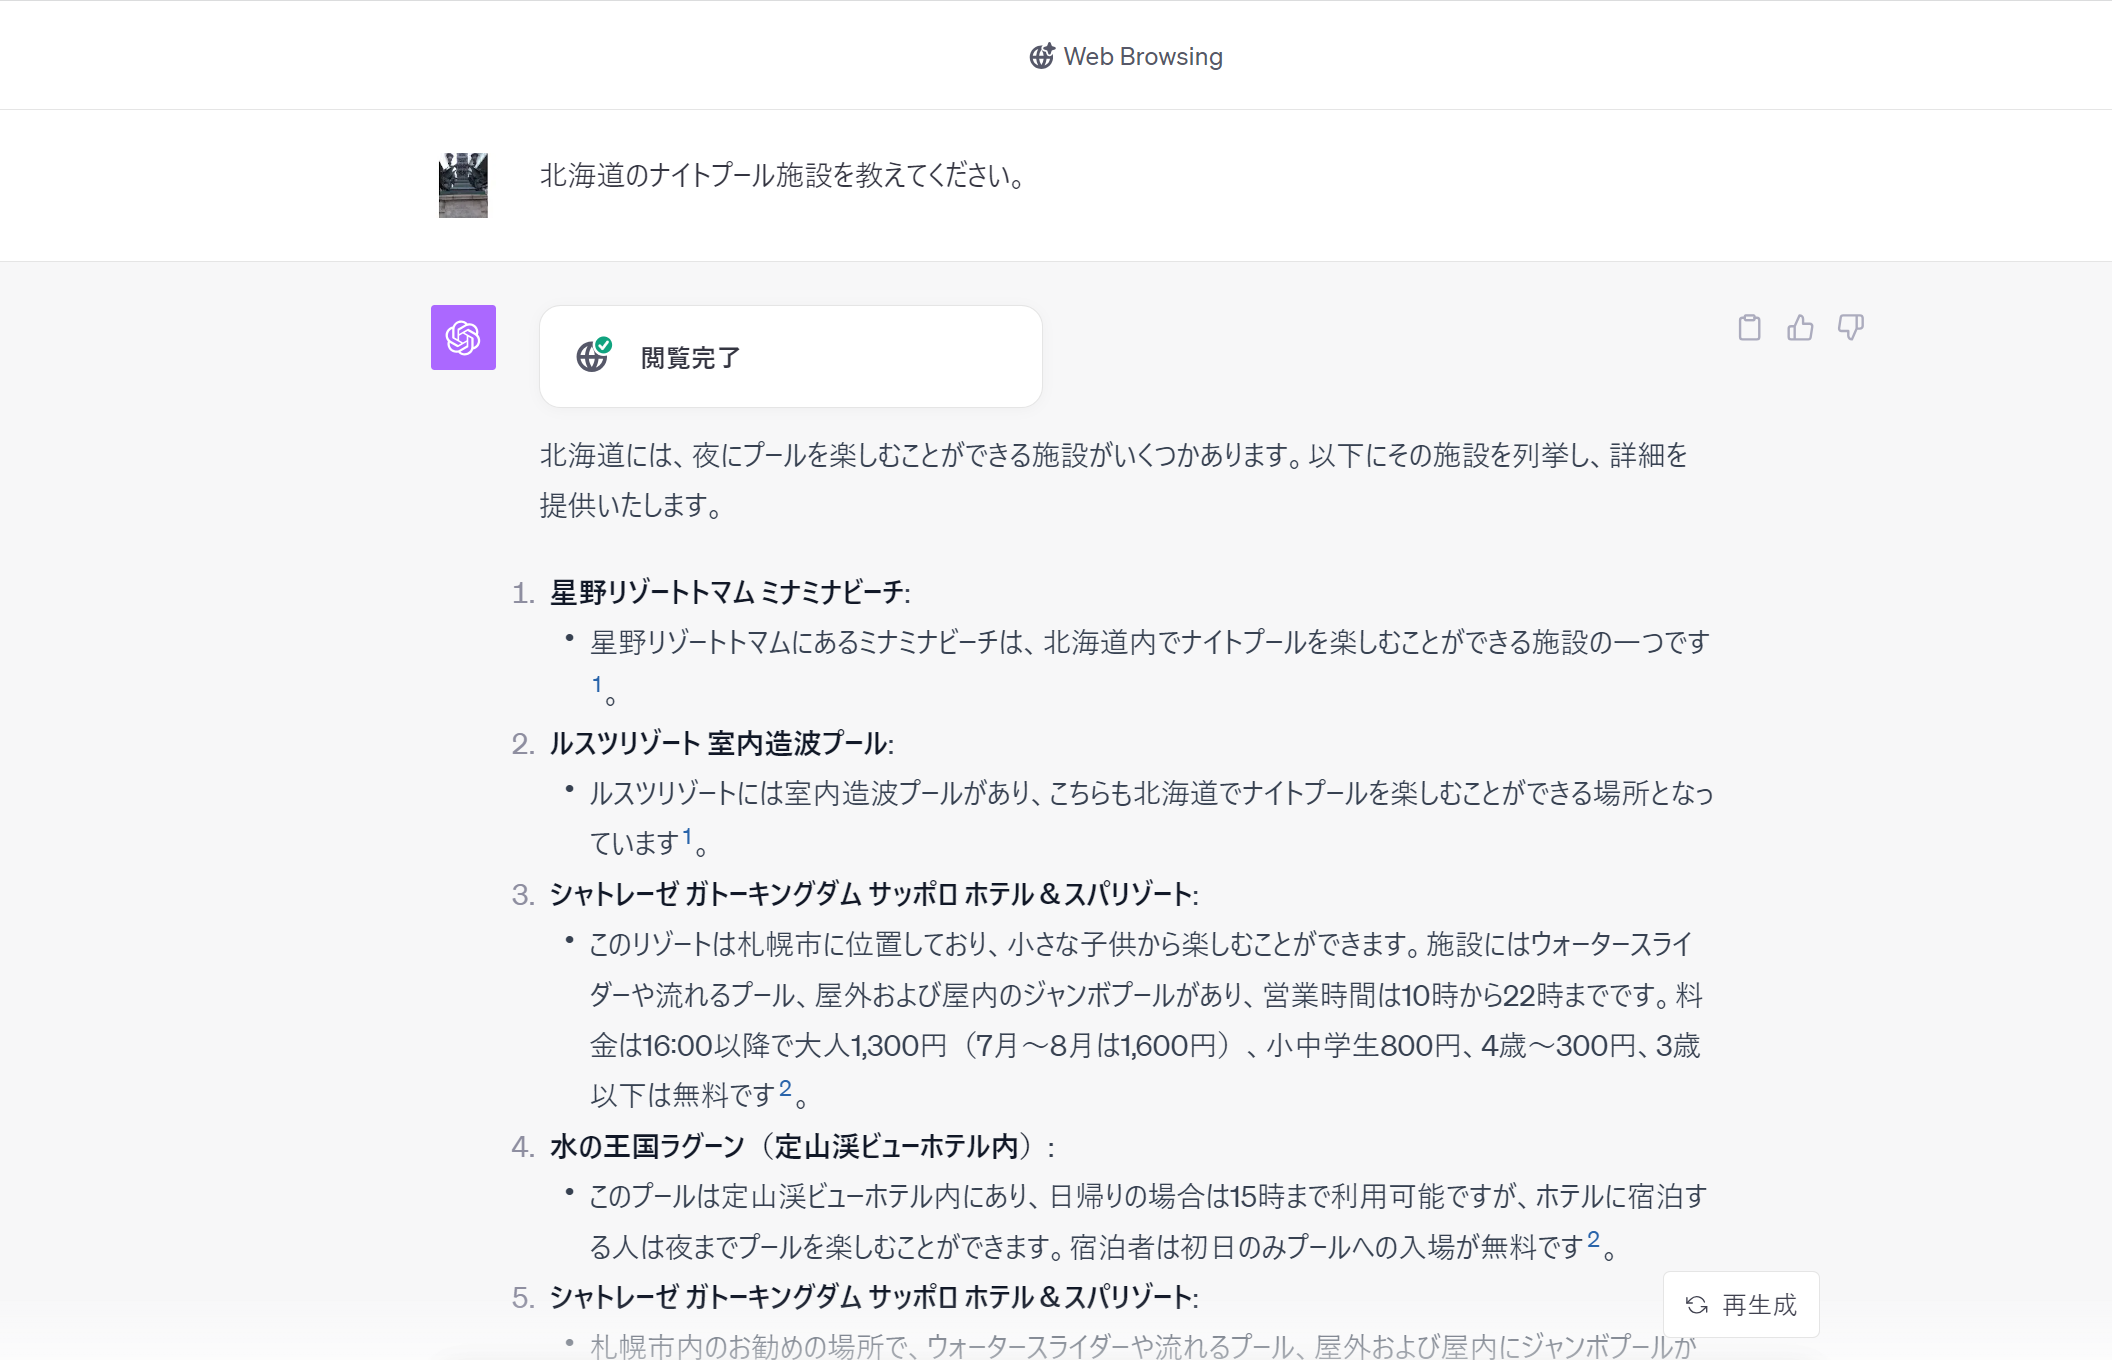 Web Browsing
北海道のナイトプール施設を教えてください。
閲覧完了
北海道には、夜にプールを楽しむことができる施設がいくつかあります。以下にその施設を列挙し、詳細を
提供いたします。
1. 星野リゾートトマム ミナミナビーチ:
• 星野リゾートトマムにあるミナミナビーチは、北海道内でナイトプールを楽しむことができる施設の一つです
1。
2. ルスツリゾート 室内造波プール:
• ルスツリゾートには室内造波プールがあり、こちらも北海道でナイトプールを楽しむことができる場所となっ
ています1。
3. シャトレーゼ ガトーキングダム サッポロ ホテル＆スパリゾート:
• このリゾートは札幌市に位置しており、小さな子供から楽しむことができます。施設にはウォータースライ
ダーや流れるプール、屋外および屋内のジャンボプールがあり、営業時間は10時から22時までです。料
金は16:00以降で大人1,300円（7月〜8月は1,600円）、小中学生800円、4歳〜300円、3歳
以下は無料です2。
4. 水の王国ラグーン（定山渓ビューホテル内）:
• このプールは定山渓ビューホテル内にあり、日帰りの場合は15時まで利用可能ですが、ホテルに宿泊す
る人は夜までプールを楽しむことができます。宿泊者は初日のみプールへの入場が無料です2。
5. シャトレーゼ ガトーキングダム サッポロ ホテル＆スパリゾート:
再生成
• 札幌市内のお勧めの場所で、ウォータースライダーや流れるプール、屋外および屋内にジャンボプールが